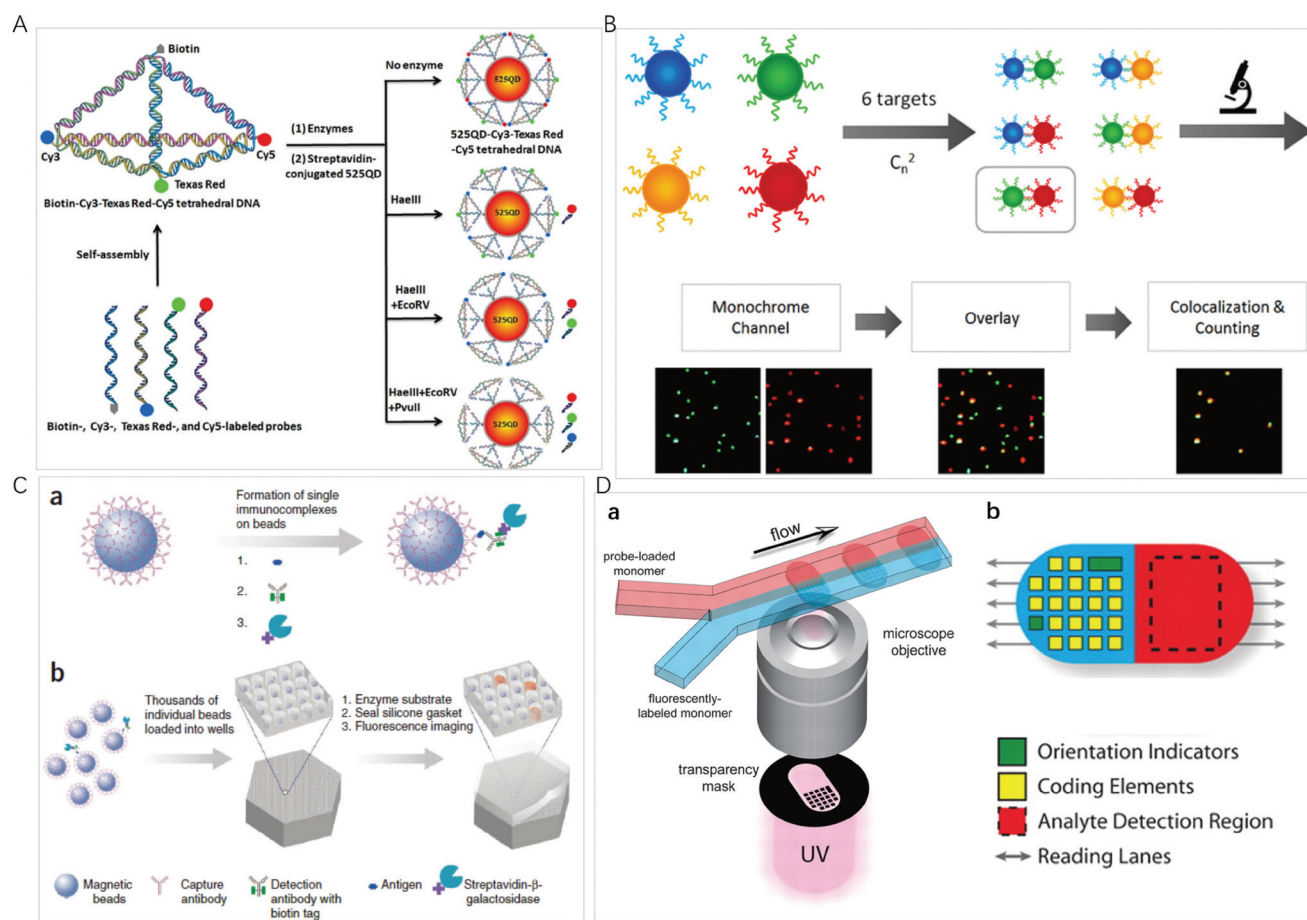 A
Biotin
Cy3
Cy5
Texas Red
Biotin-Cy3-Texas Red-Cy5 tetrahedral DNA
Self-assembly
Biotin-, Cy3-, Texas Red-, and Cy5-labeled probes
(1) Enzymes
(2) Streptavidin-
conjugated 525QD
No enzyme
525QD
525QD-Cy3-Texas Red
-Cy5 tetrahedral DNA
HaeIII
525QD
HaeIII
+EcoRV
525QD
HaeIII+EcoRV
+PvuII
525QD
B
6 targets
Cn²
Monochrome
Channel
Overlay
Colocalization &
Counting
C
a
Formation of single
immunocomplexes
on beads
1.
2.
3.
b
Thousands of
individual beads
loaded into wells
1. Enzyme substrate
2. Seal silicone gasket
3. Fluorescence imaging
Magnetic
beads
Capture
antibody
Detection
antibody with
biotin tag
Antigen
Streptavidin-β-
galactosidase
D
a
flow
probe-loaded
monomer
fluorescently-
labeled monomer
microscope
objective
transparency
mask
UV
b
Orientation Indicators
Coding Elements
Analyte Detection Region
Reading Lanes